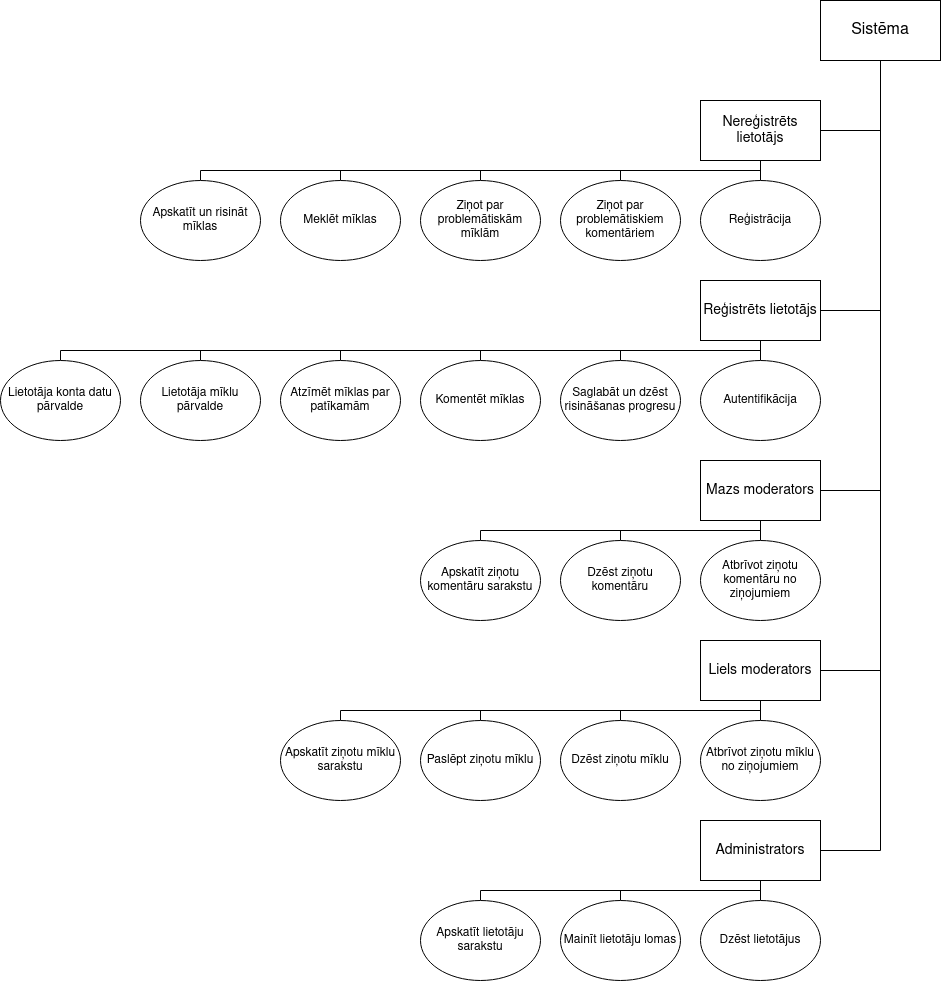 Sistēma
Nereģistrēts
lietotājs
Apskatīt un risināt
mīklas
Meklēt mīklas
Ziņot par
problemātiskām
mīklām
Ziņot par
problemātiskiem
komentāriem
Reģistrācija
Reģistrēts lietotājs
Lietotāja konta datu
pārvalde
Lietotāja mīklu
pārvalde
Atzīmēt mīklas par
patīkamām
Komentēt mīklas
Saglabāt un dzēst
risināšanas progresu
Autentifikācija
Mazs moderators
Apskatīt ziņotu
komentāru sarakstu
Dzēst ziņotu
komentāru
Atbrīvot ziņotu
komentāru no
ziņojumiem
Liels moderators
Apskatīt ziņotu mīklu
sarakstu
Paslēpt ziņotu mīklu
Dzēst ziņotu mīklu
Atbrīvot ziņotu mīklu
no ziņojumiem
Administrators
Apskatīt lietotāju
sarakstu
Mainīt lietotāju lomas
Dzēst lietotājus